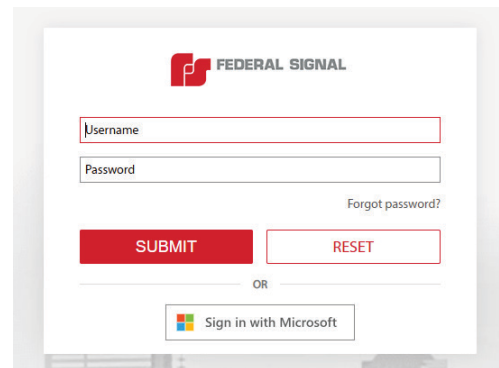 FEDERAL SIGNAL
Username
Password
Forgot password?
SUBMIT RESET
OR
Sign in with Microsoft